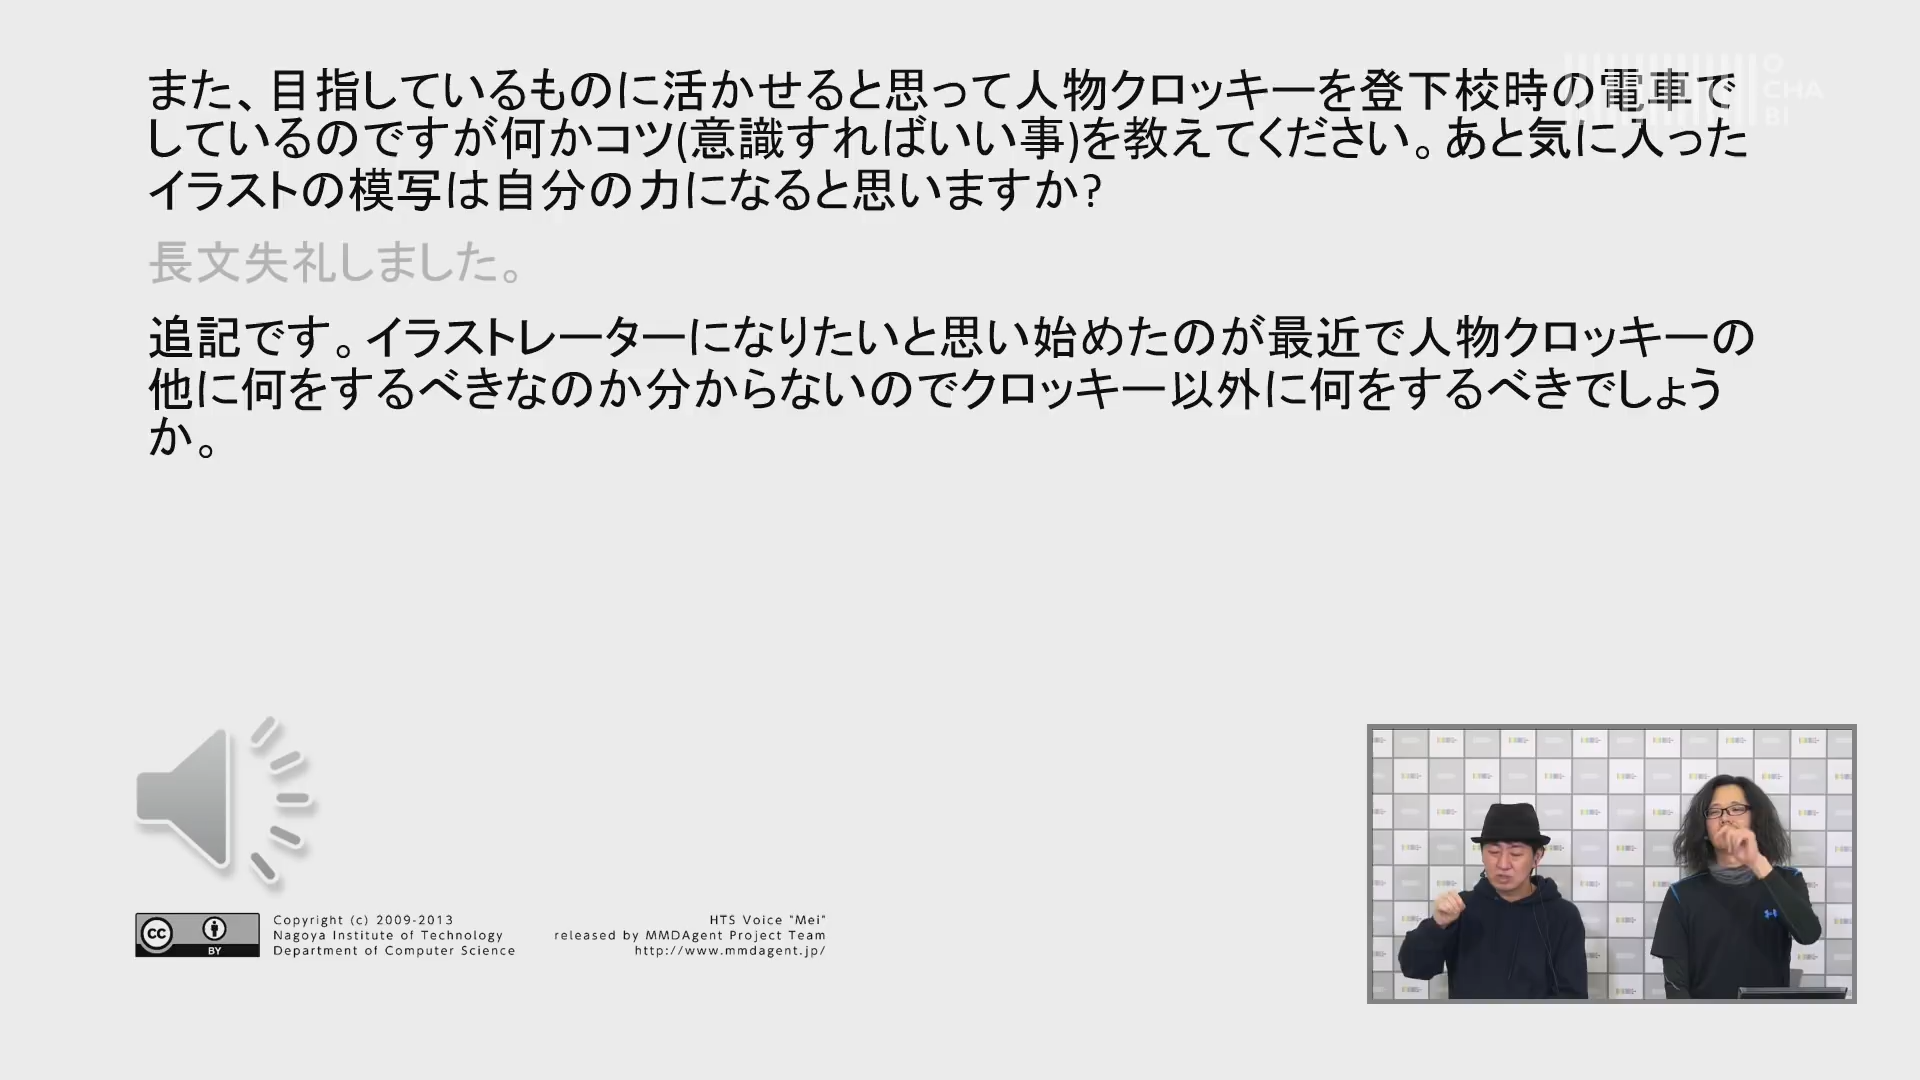 また、目指しているものに活かせると思って人物クロッキーを登下校時の電車で
しているのですが何かコツ(意識すればいい事)を教えてください。あと気に入った
イラストの模写は自分の力になると思いますか?
長文失礼しました。
追記です。イラストレーターになりたいと思い始めたのが最近で人物クロッキーの
他に何をするべきなのか分からないのでクロッキー以外に何をするべきでしょう
か。
O
CHA
BI
cc BY
Copyright (c) 2009-2013
Nagoya Institute of Technology
Department of Computer Science
HTS Voice "Mei"
released by MMDAgent Project Team
http://www.mmdagent.jp/